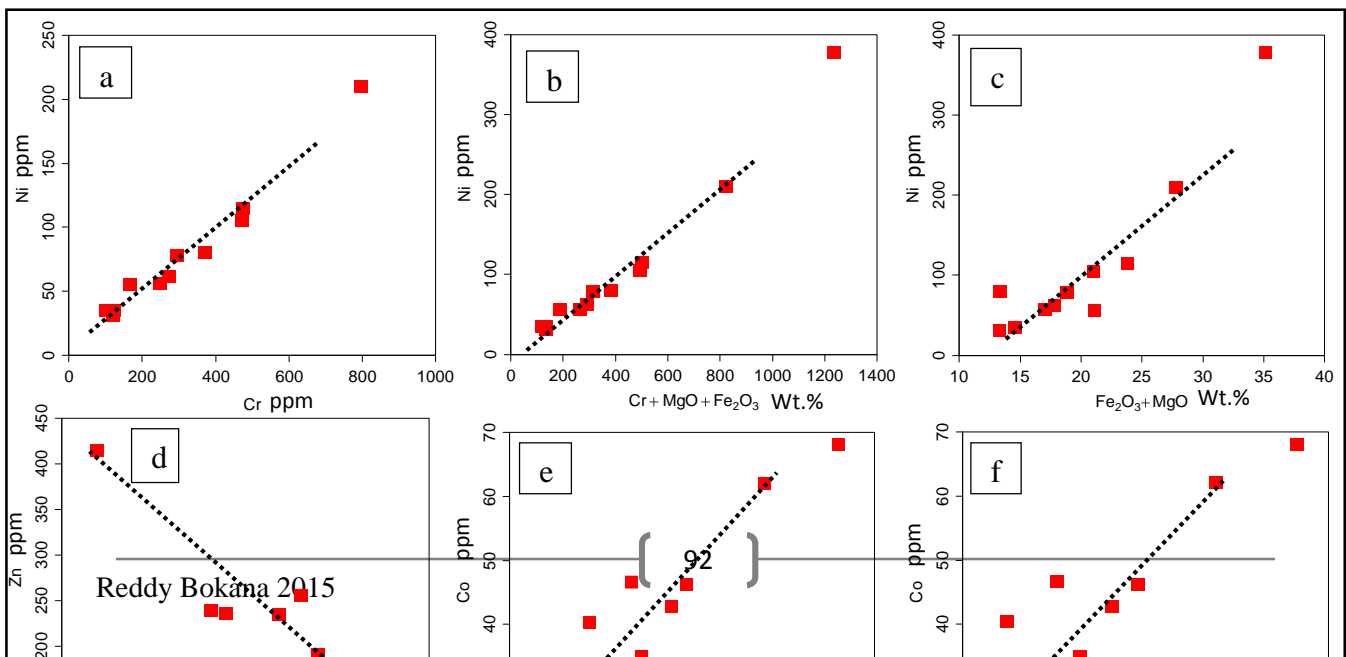 a
b
c
250
200
150
100
50
0
Ni ppm
0 200 400 600 800 1000
Cr ppm
400
300
200
100
0
Ni ppm
0 200 400 600 800 1000 1200 1400
Cr + MgO + Fe₂O₃ Wt.%
400
300
200
100
0
Ni ppm
10 15 20 25 30 35 40
Fe₂O₃+MgO Wt.%
d
e
f
450
400
350
300
250
200
Zn ppm
70
60
50
40
Co ppm
70
60
50
40
Co ppm
92
Reddy Bokana 2015